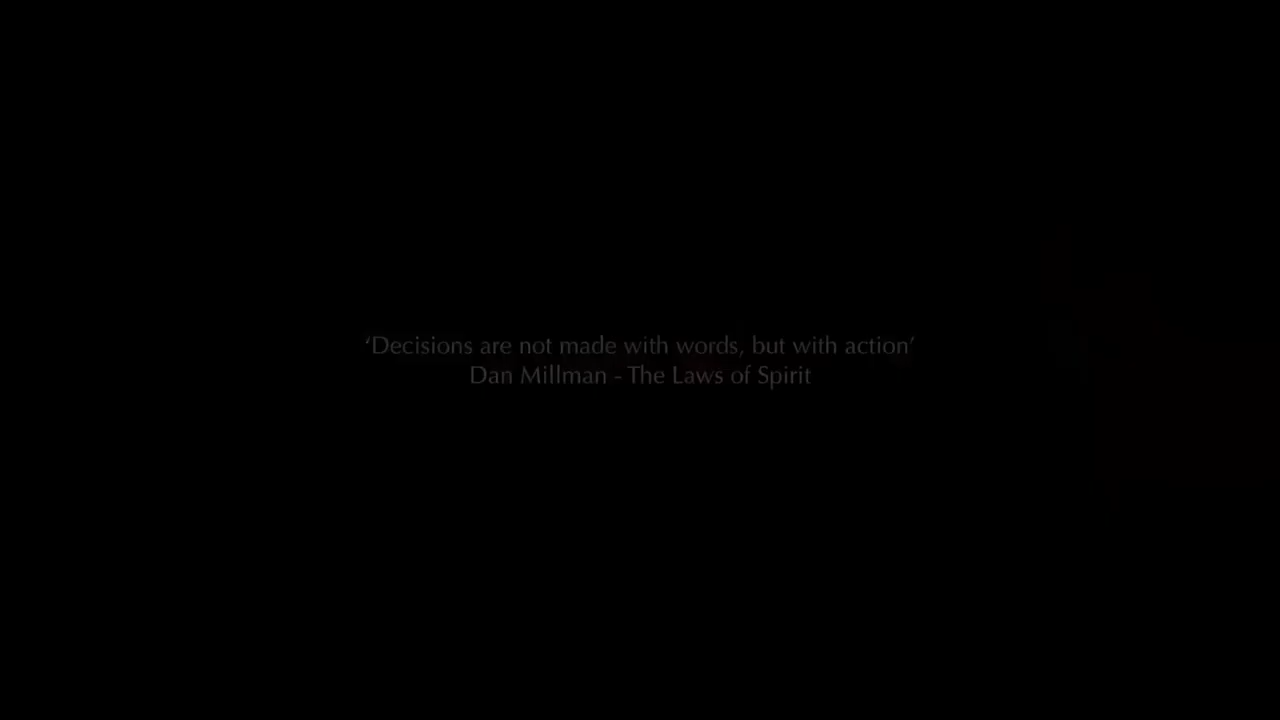 ‘Decisions are not made with words, but with action’
Dan Millman - The Laws of Spirit